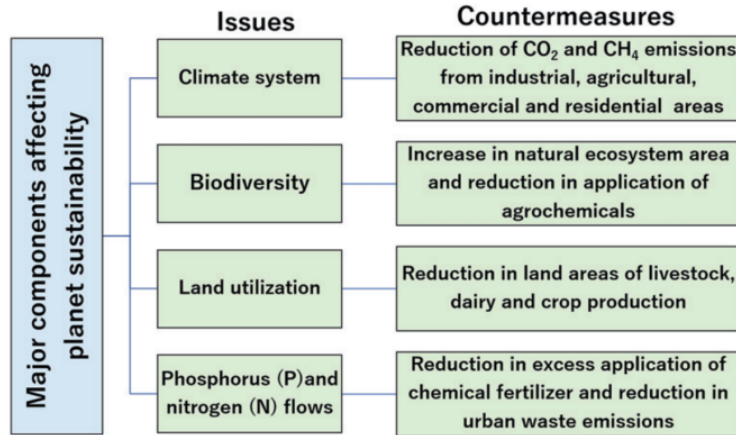 Issues
Countermeasures
Major components affecting
planet sustainability
Climate system
Reduction of CO₂ and CH₄ emissions
from industrial, agricultural,
commercial and residential areas
Biodiversity
Increase in natural ecosystem area
and reduction in application of
agrochemicals
Land utilization
Reduction in land areas of livestock,
dairy and crop production
Phosphorus (P)and
nitrogen (N) flows
Reduction in excess application of
chemical fertilizer and reduction in
urban waste emissions